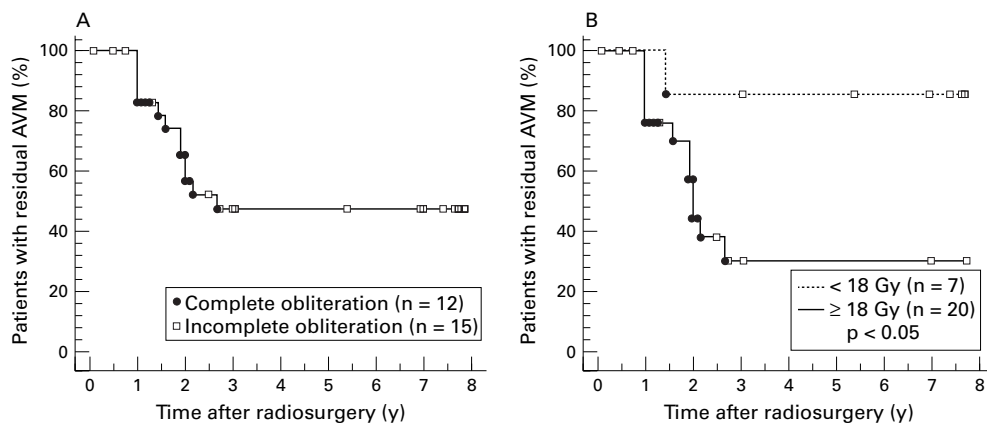 A
Patients with residual AVM (%)
100
80
60
40
20
0
Complete obliteration (n = 12)
Incomplete obliteration (n = 15)
0 1 2 3 4 5 6 7 8
Time after radiosurgery (y)
B
Patients with residual AVM (%)
100
80
60
40
20
0
< 18 Gy (n = 7)
≥ 18 Gy (n = 20)
p < 0.05
0 1 2 3 4 5 6 7 8
Time after radiosurgery (y)